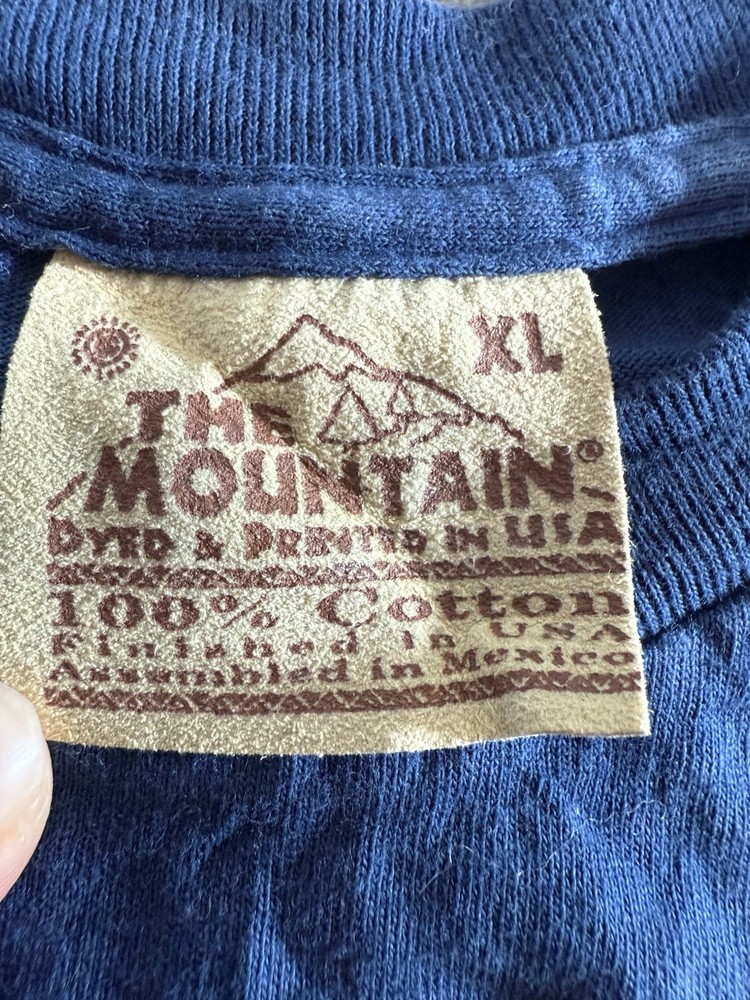 XL
THE
MOUNTAIN®
DYED & PRINTED IN USA
100% Cotton
Finished in USA
Assembled in Mexico